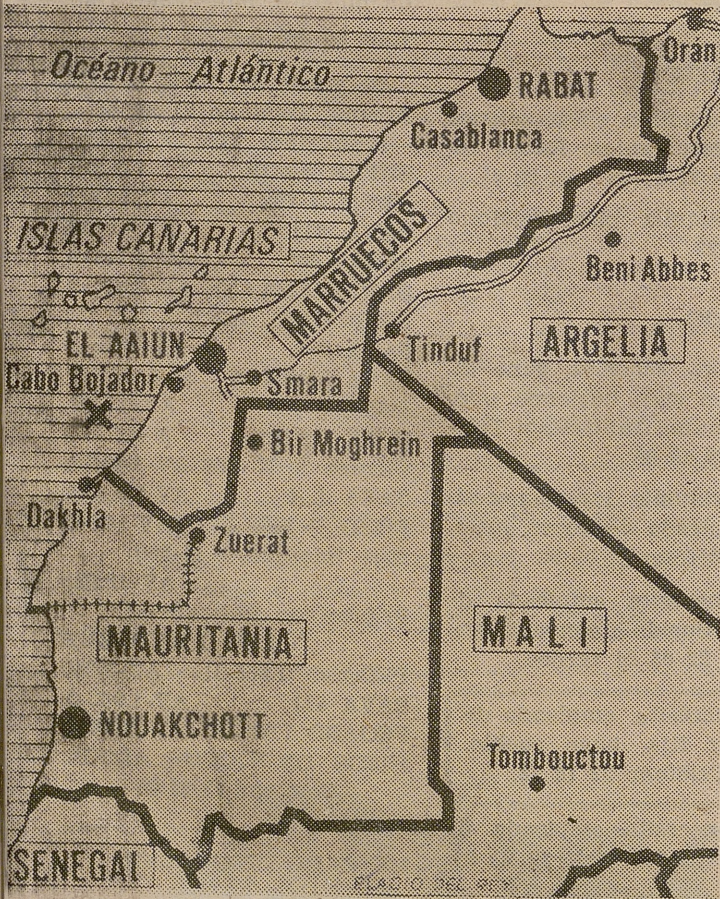 Oran
Océano Atlántico
RABAT
Casablanca
ISLAS CANARIAS
MARRUECOS
Beni Abbes
EL AAIUN
Tinduf
ARGELIA
Cabo Bojador
Smara
Bir Moghrein
Dakhla
Zuerat
MAURITANIA
MALI
NOUAKCHOTT
Tombouctou
SENEGAL